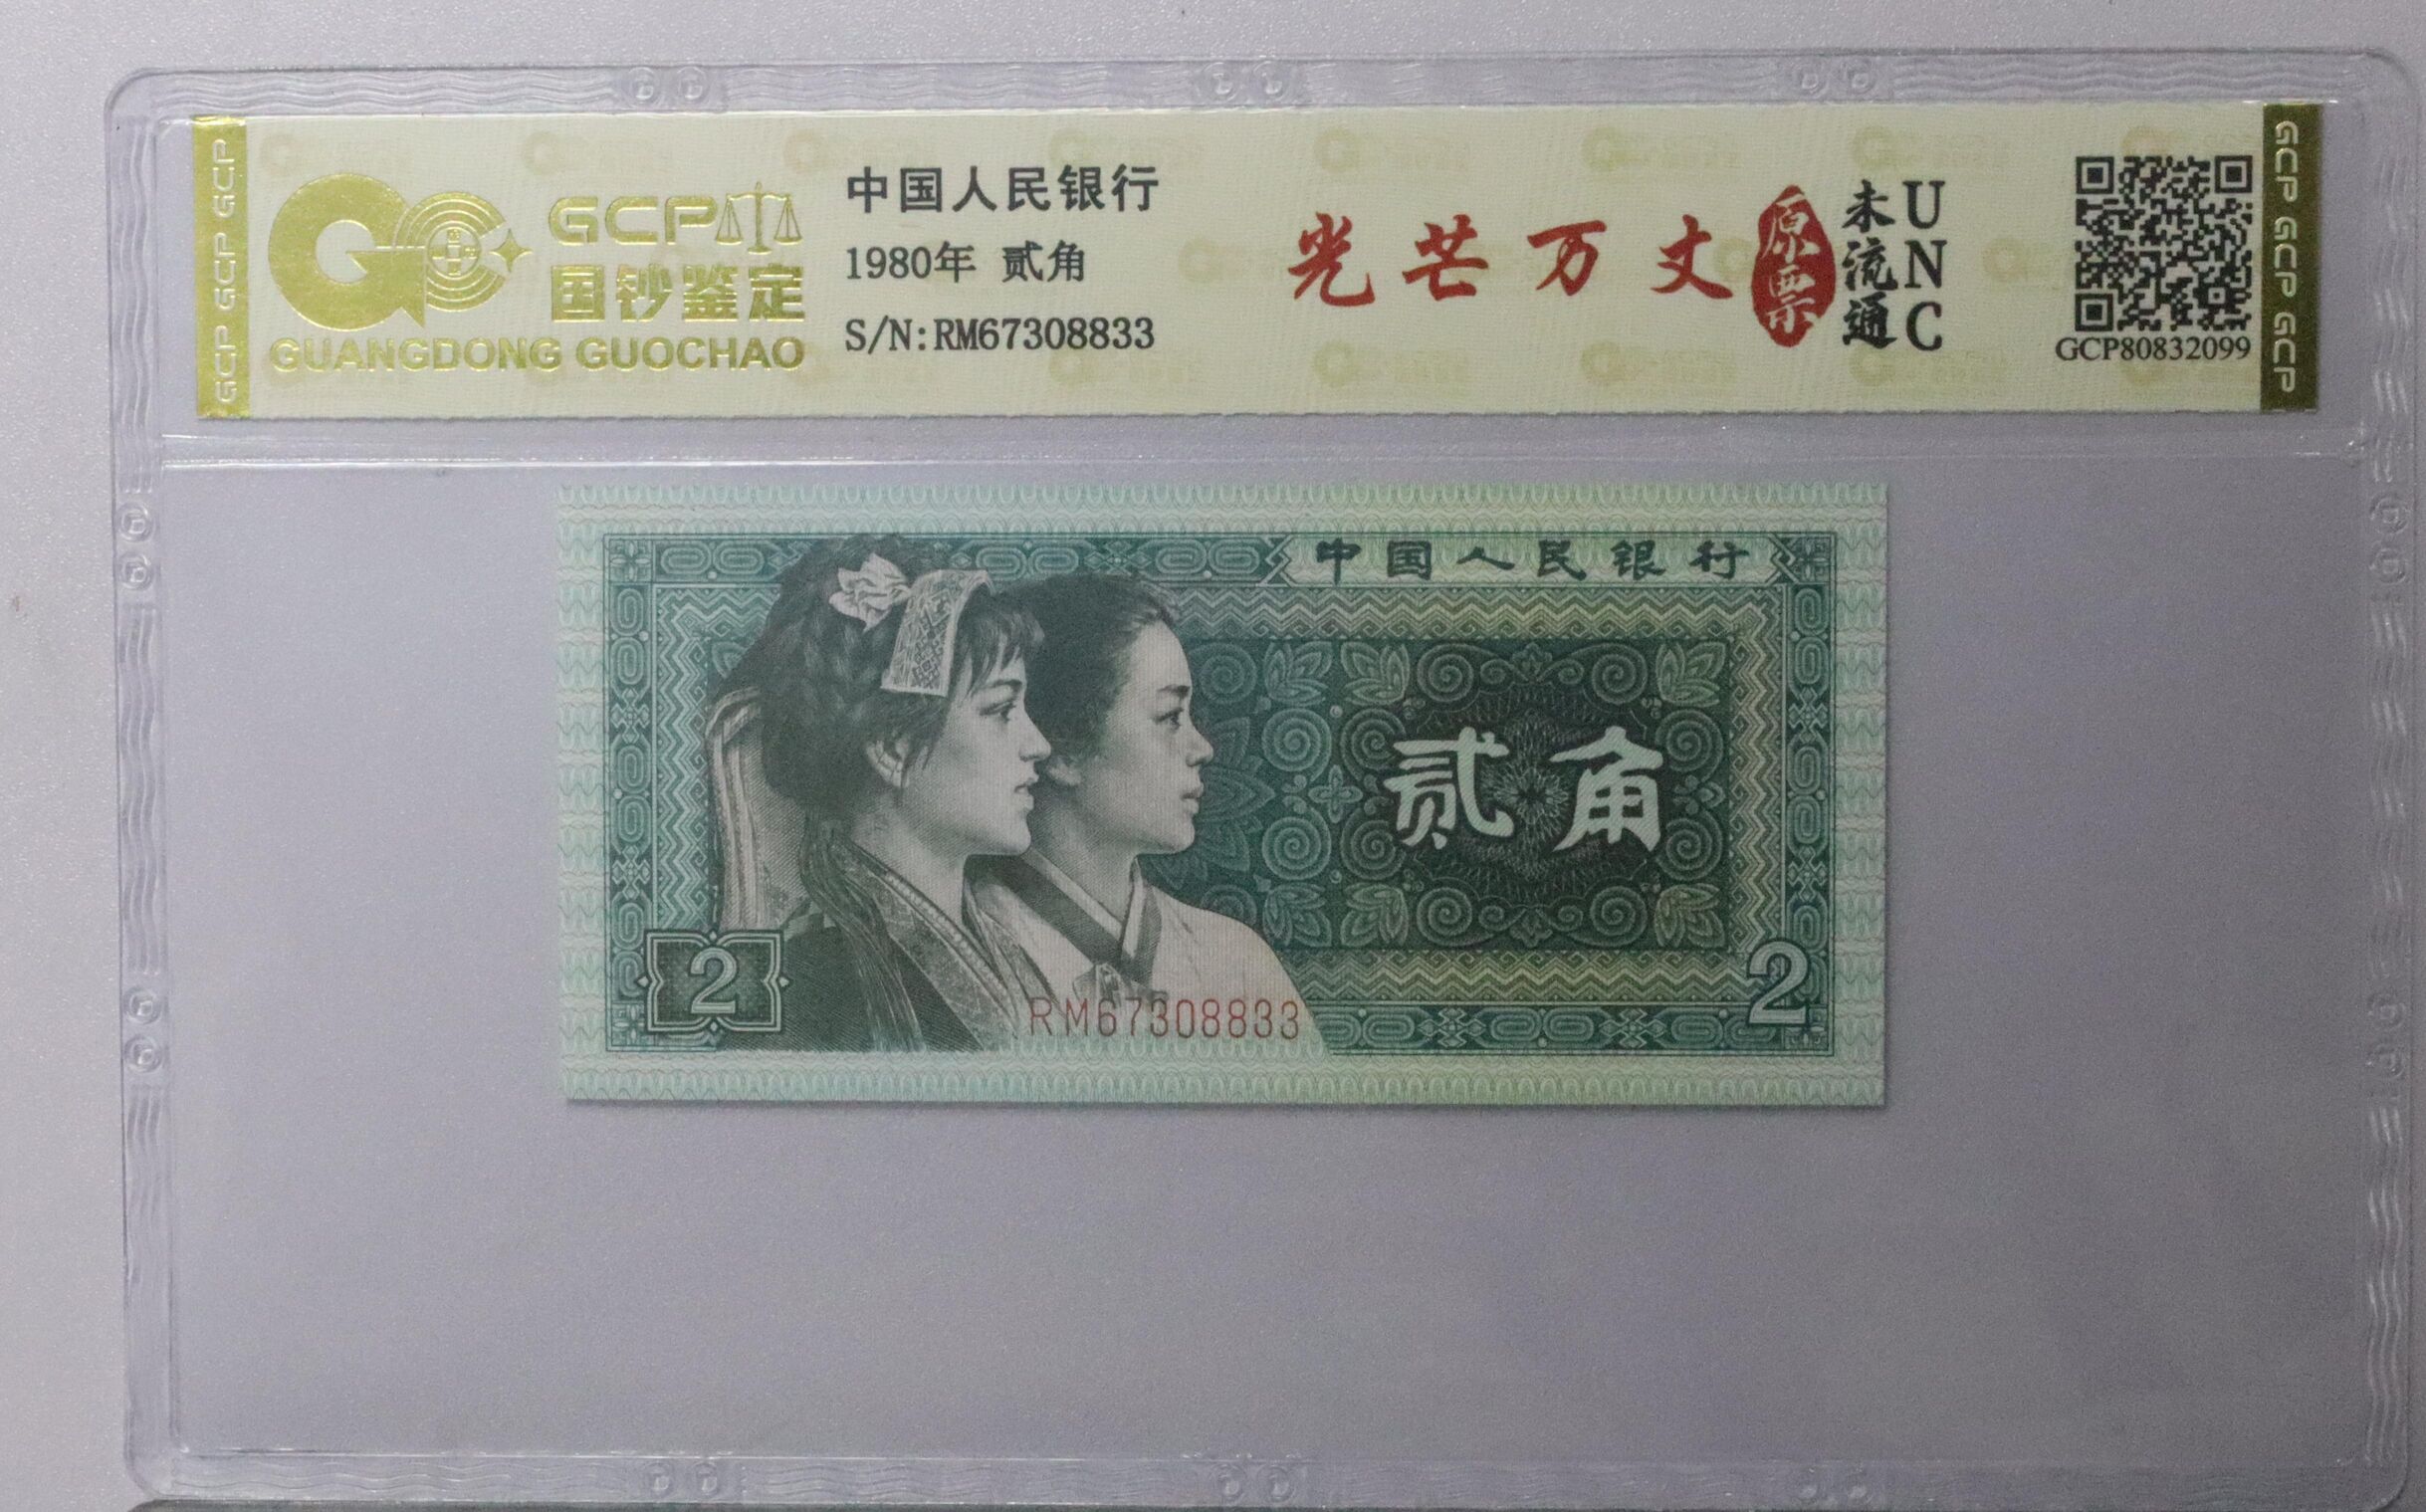 GCP GCP GCP
GCP
国钞鉴定
GUANGDONG GUOCHAO
中国人民银行
1980年 贰角
S/N:RM67308833
光芒万丈
原票
未流通
UNC
GCP80832099
GCP GCP GCP
中国人民银行
贰角
2
2
RM67308833